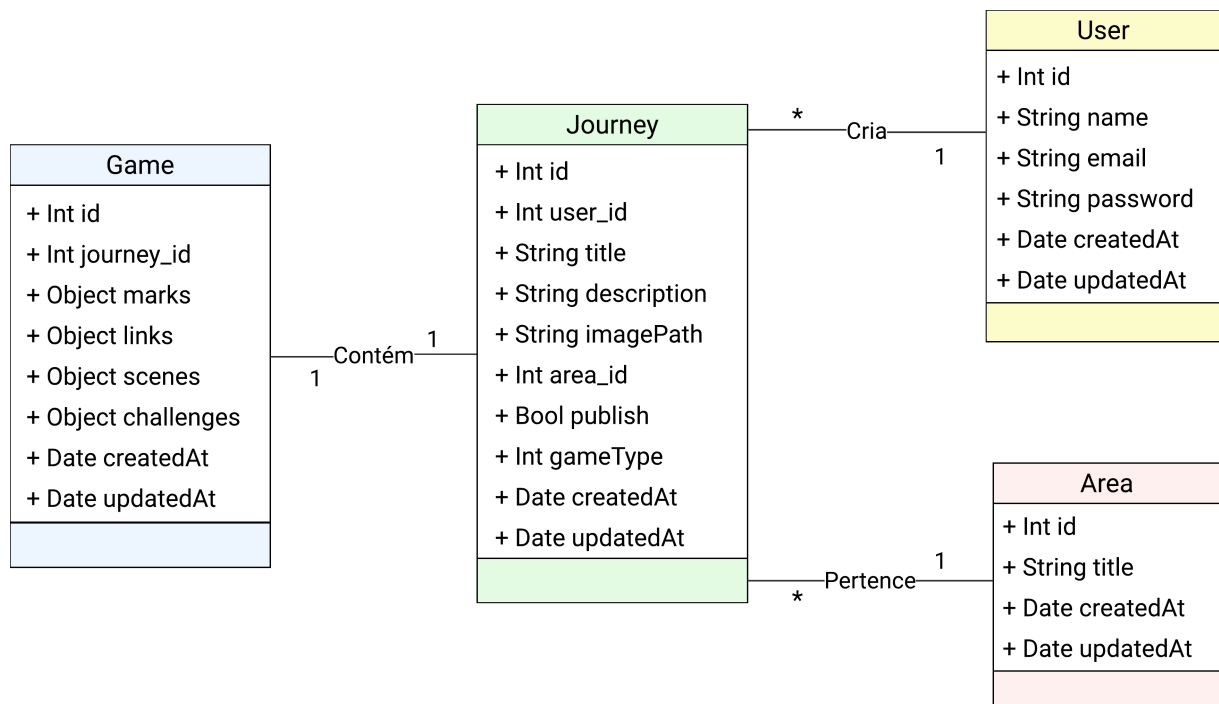 Game
+ Int id
+ Int journey_id
+ Object marks
+ Object links
+ Object scenes
+ Object challenges
+ Date createdAt
+ Date updatedAt
1
Contém
1
Journey
+ Int id
+ Int user_id
+ String title
+ String description
+ String imagePath
+ Int area_id
+ Bool publish
+ Int gameType
+ Date createdAt
+ Date updatedAt
*
Cria
1
User
+ Int id
+ String name
+ String email
+ String password
+ Date createdAt
+ Date updatedAt
*
Pertence
1
Area
+ Int id
+ String title
+ Date createdAt
+ Date updatedAt